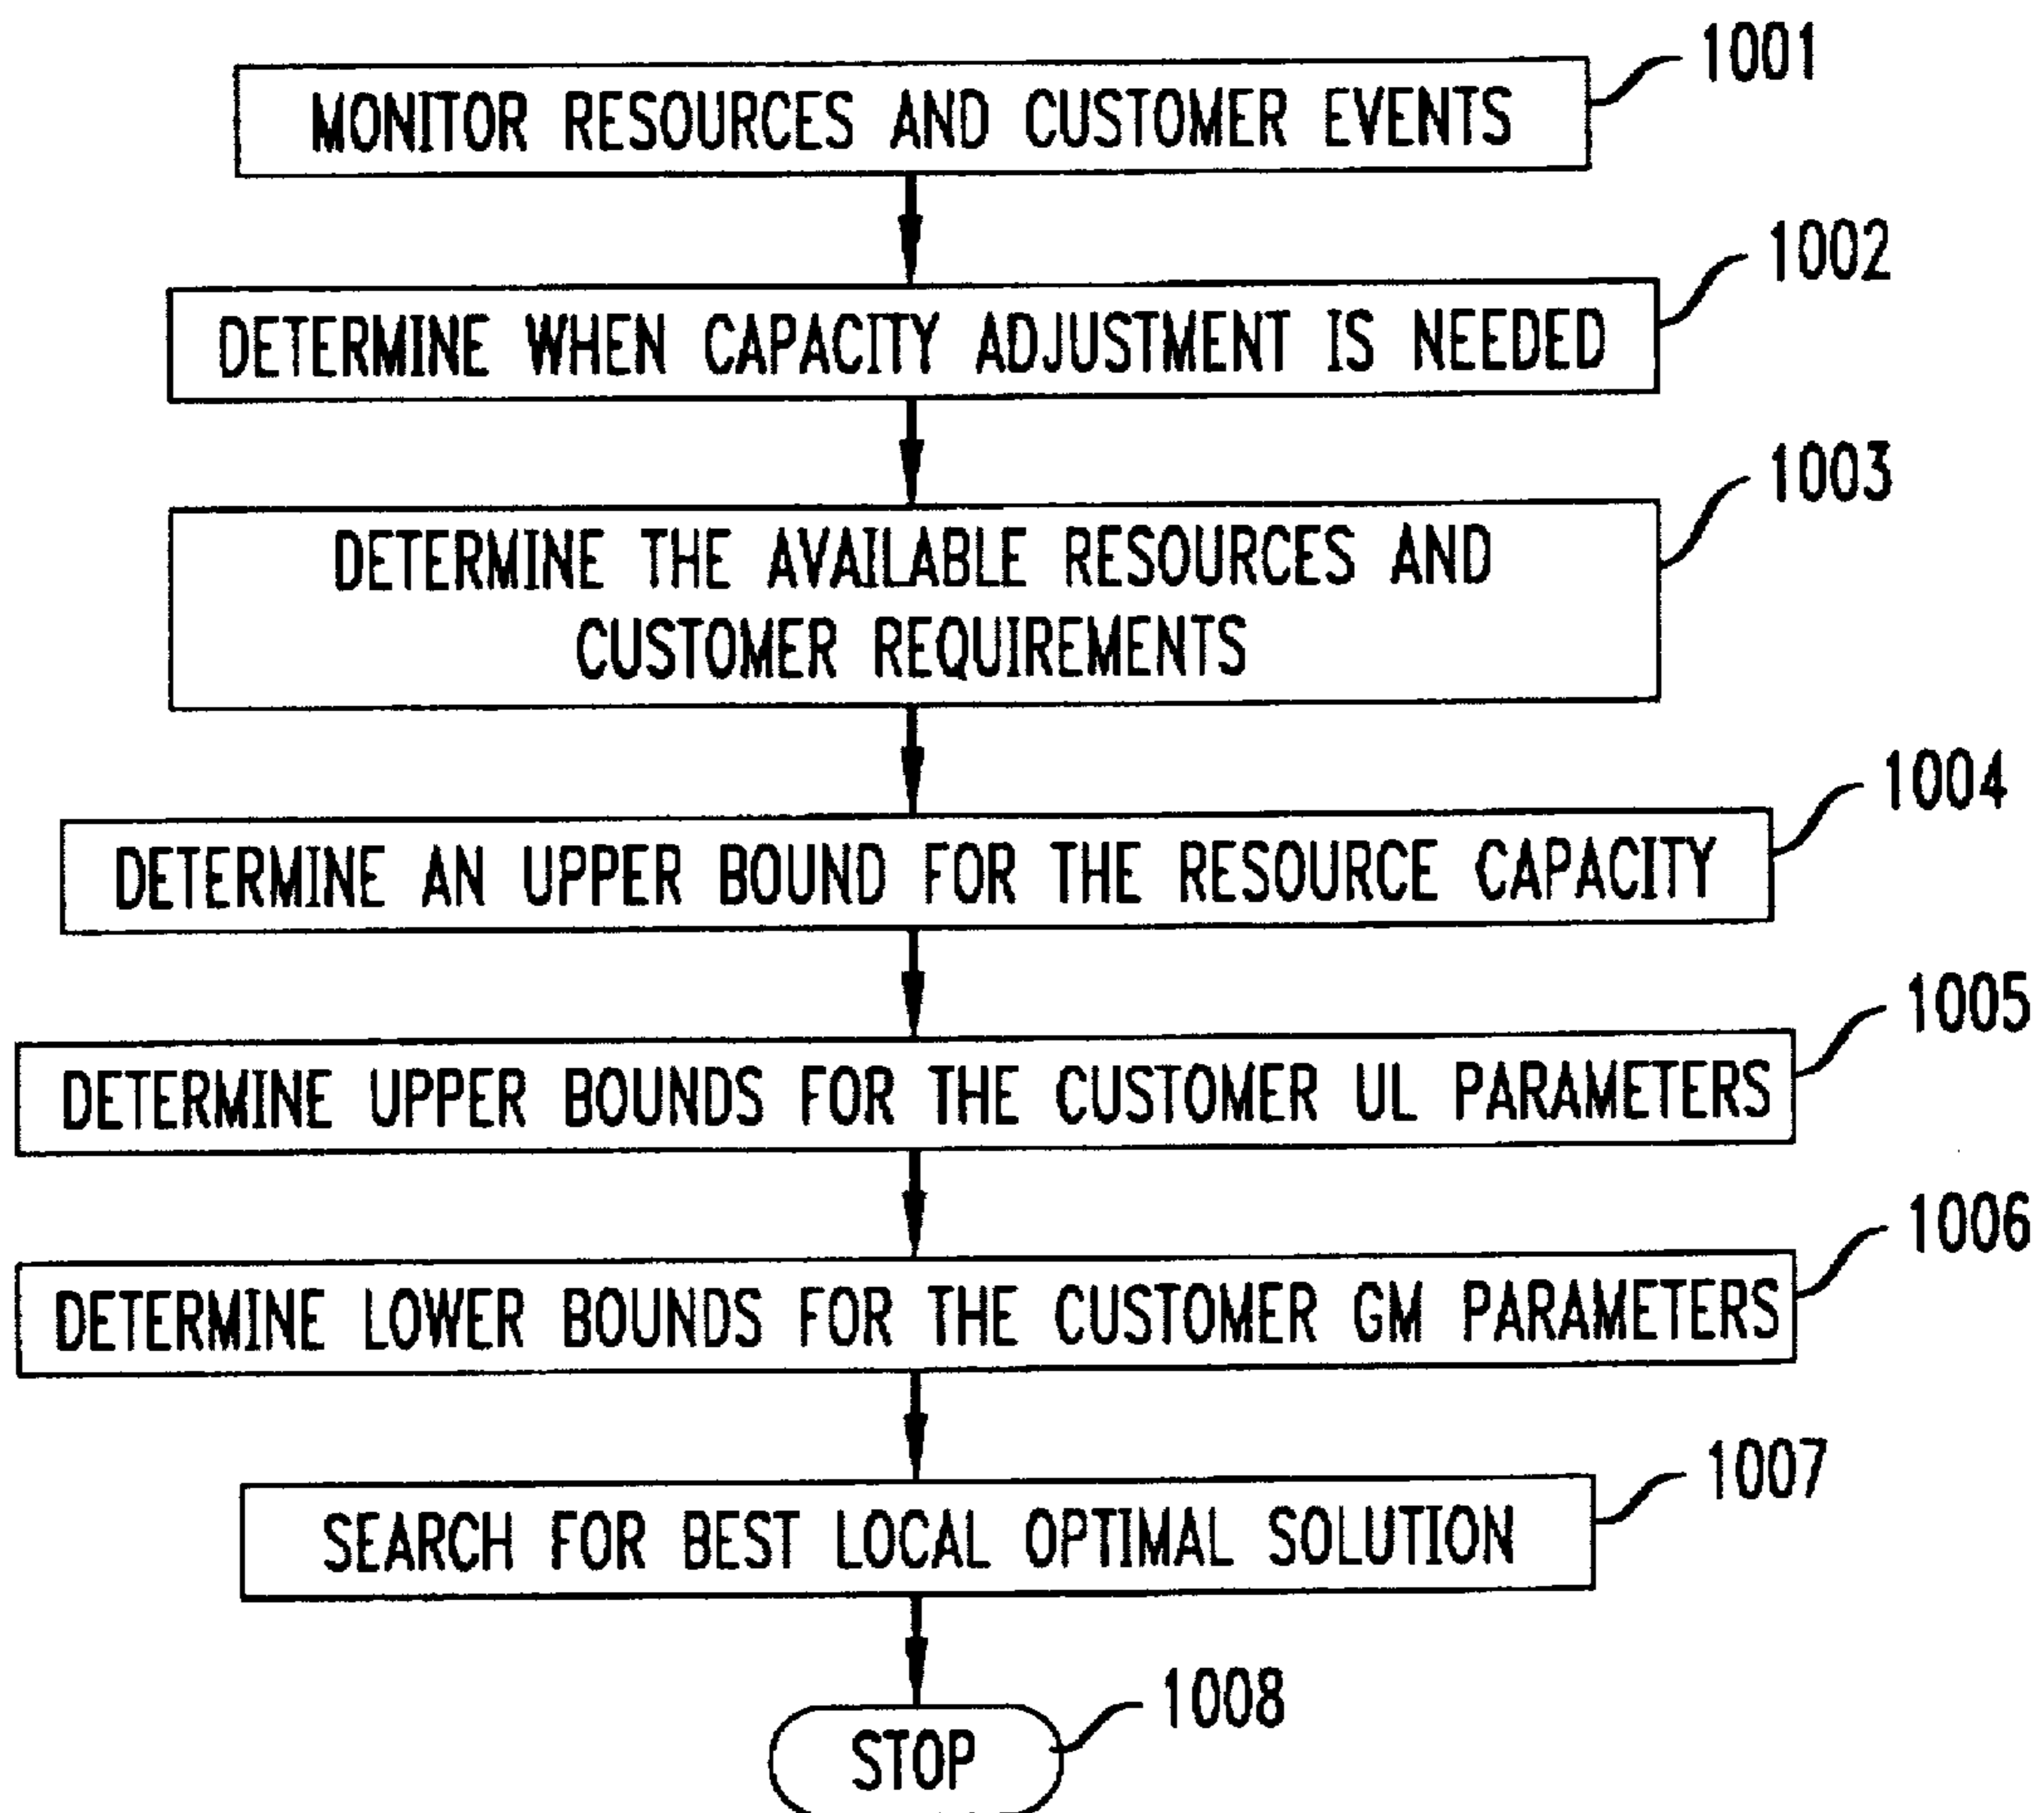 1001
MONITOR RESOURCES AND CUSTOMER EVENTS
1002
DETERMINE WHEN CAPACITY ADJUSTMENT IS NEEDED
1003
DETERMINE THE AVAILABLE RESOURCES AND
CUSTOMER REQUIREMENTS
1004
DETERMINE AN UPPER BOUND FOR THE RESOURCE CAPACITY
1005
DETERMINE UPPER BOUNDS FOR THE CUSTOMER UL PARAMETERS
1006
DETERMINE LOWER BOUNDS FOR THE CUSTOMER GM PARAMETERS
1007
SEARCH FOR BEST LOCAL OPTIMAL SOLUTION
1008
STOP